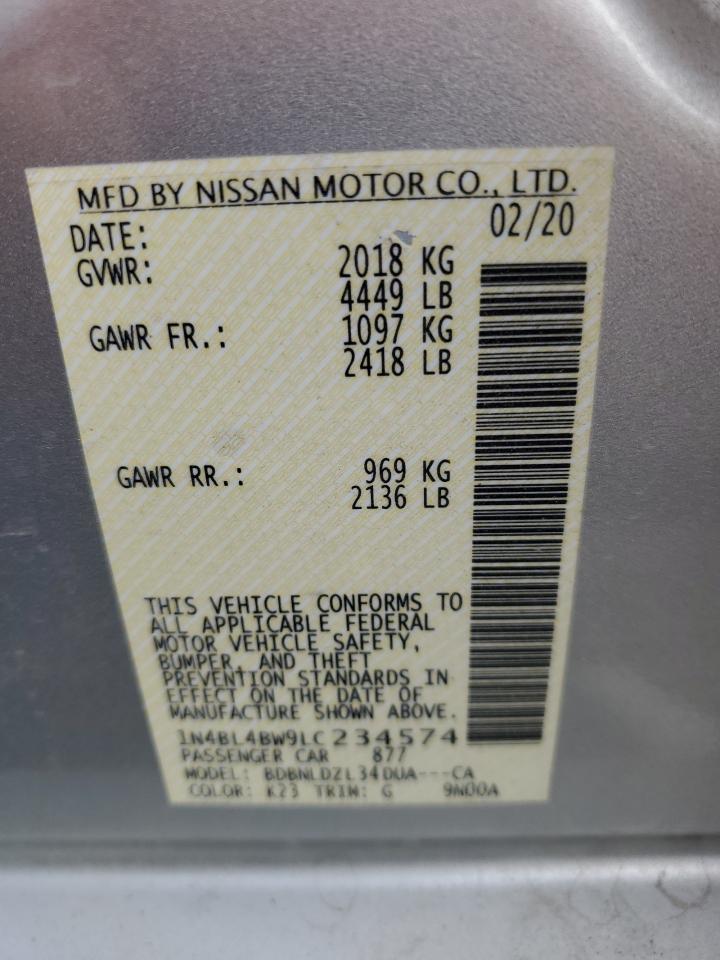 MFD BY NISSAN MOTOR CO., LTD.
DATE: 02/20
GVWR: 2018 KG
4449 LB
GAWR FR.: 1097 KG
2418 LB
GAWR RR.: 969 KG
2136 LB
THIS VEHICLE CONFORMS TO
ALL APPLICABLE FEDERAL
MOTOR VEHICLE SAFETY,
BUMPER, AND THEFT
PREVENTION STANDARDS IN
EFFECT ON THE DATE OF
MANUFACTURE SHOWN ABOVE.
1N4BL4BW9LC234574
PASSENGER CAR 877
MODEL: BDBNLDZL34DUA---CA
COLOR: K23 TRIM: G 9N00A